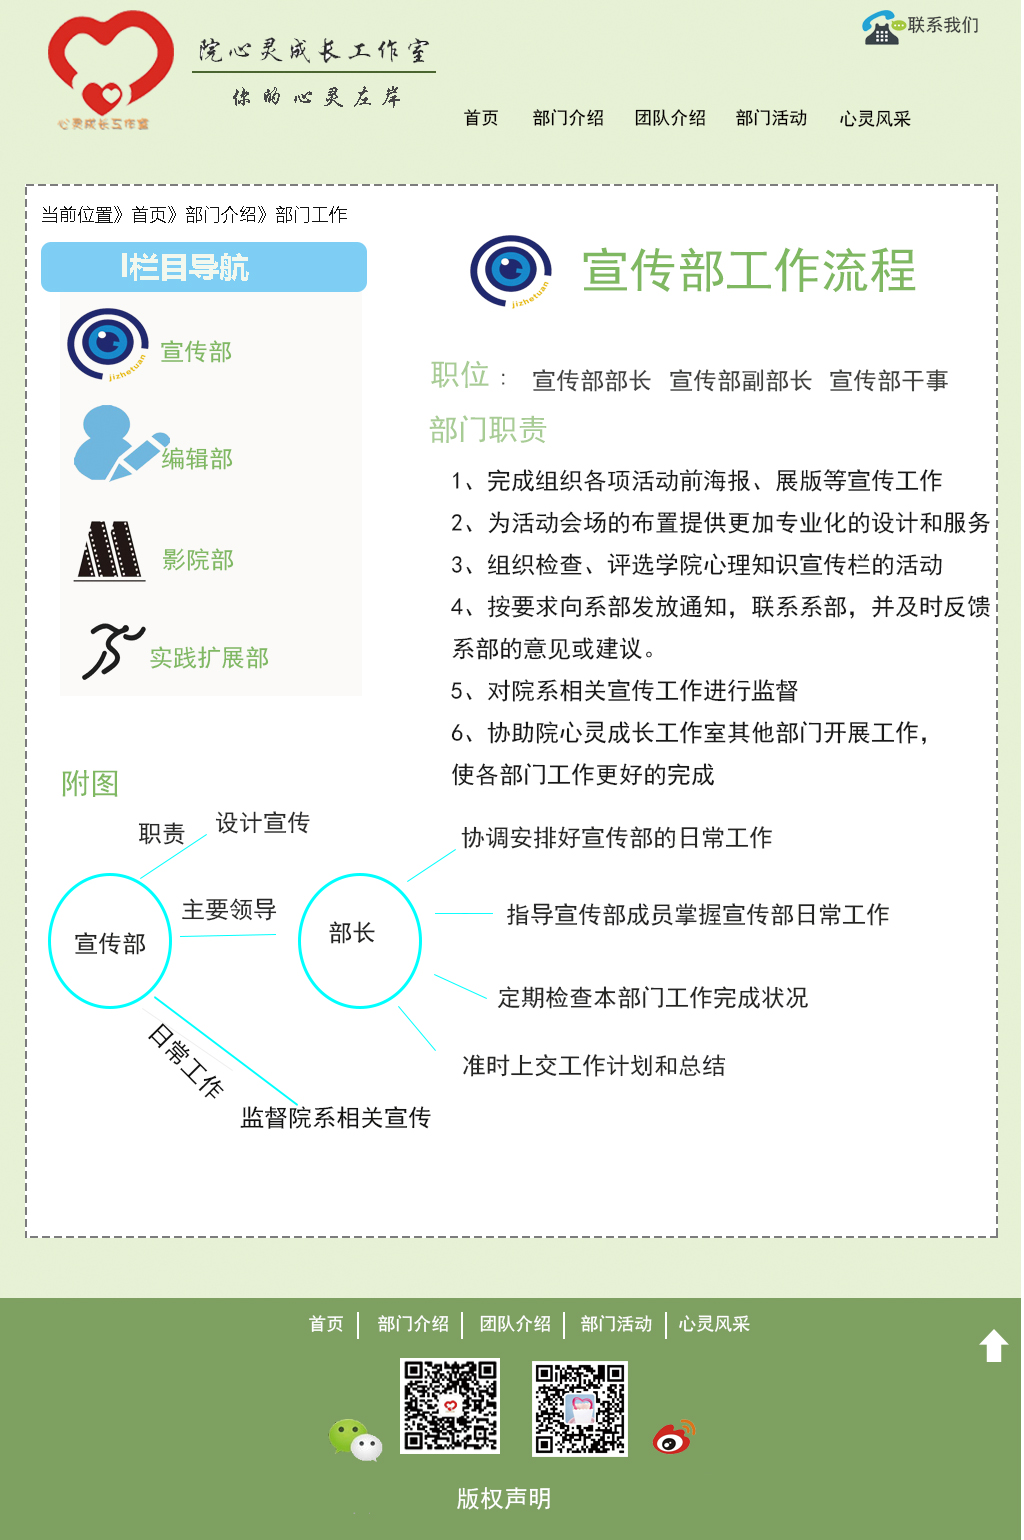 联系我们
院心灵成长工作室
你的心灵左岸
心灵成长工作室
首页 部门介绍 团队介绍 部门活动 心灵风采
当前位置》首页》部门介绍》部门工作
栏目导航
jizhetuan
宣传部
编辑部
影院部
实践扩展部
jizhetuan
宣传部工作流程
职位： 宣传部部长 宣传部副部长 宣传部干事
部门职责
1、完成组织各项活动前海报、展版等宣传工作
2、为活动会场的布置提供更加专业化的设计和服务
3、组织检查、评选学院心理知识宣传栏的活动
4、按要求向系部发放通知，联系系部，并及时反馈
系部的意见或建议。
5、对院系相关宣传工作进行监督
6、协助院心灵成长工作室其他部门开展工作，
使各部门工作更好的完成
附图
职责
设计宣传
主要领导
宣传部
部长
日常工作
监督院系相关宣传
协调安排好宣传部的日常工作
指导宣传部成员掌握宣传部日常工作
定期检查本部门工作完成状况
准时上交工作计划和总结
首页 部门介绍 团队介绍 部门活动 心灵风采
版权声明